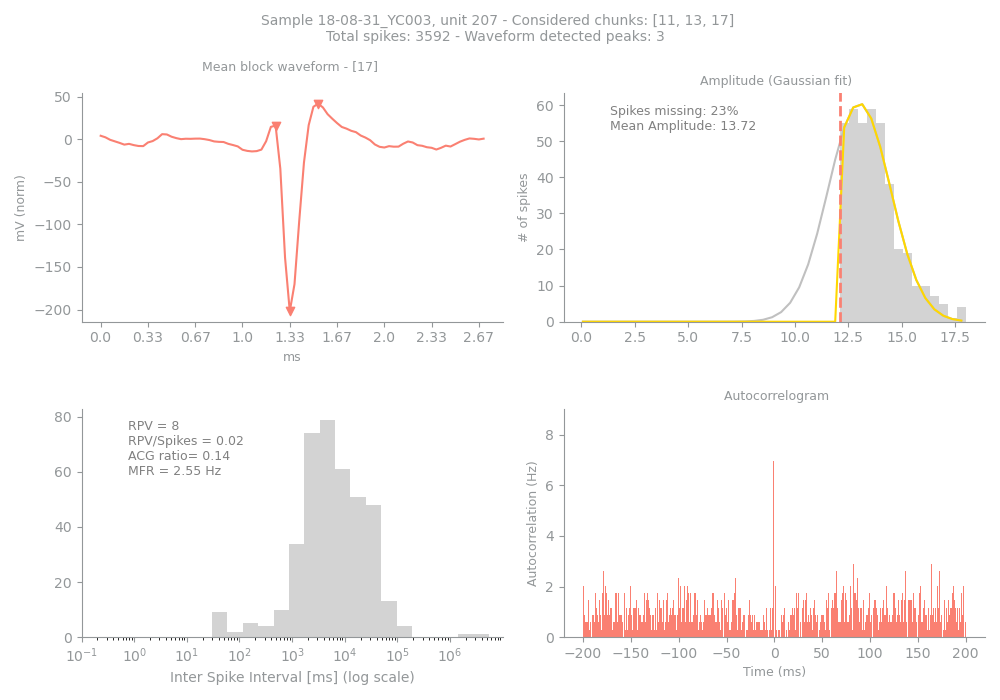 Sample 18-08-31_YC003, unit 207 - Considered chunks: [11, 13, 17]
Total spikes: 3592 - Waveform detected peaks: 3
Mean block waveform - [17]
50
0
−50
−100
−150
−200
mV (norm)
0.0 0.33 0.67 1.0 1.33 1.67 2.0 2.33 2.67
ms
Amplitude (Gaussian fit)
Spikes missing: 23%
Mean Amplitude: 13.72
60
50
40
30
20
10
0
# of spikes
0.0 2.5 5.0 7.5 10.0 12.5 15.0 17.5
RPV = 8
RPV/Spikes = 0.02
ACG ratio= 0.14
MFR = 2.55 Hz
80
60
40
20
0
10⁻¹ 10⁰ 10¹ 10² 10³ 10⁴ 10⁵ 10⁶
Inter Spike Interval [ms] (log scale)
Autocorrelogram
8
6
4
2
0
Autocorrelation (Hz)
−200 −150 −100 −50 0 50 100 150 200
Time (ms)